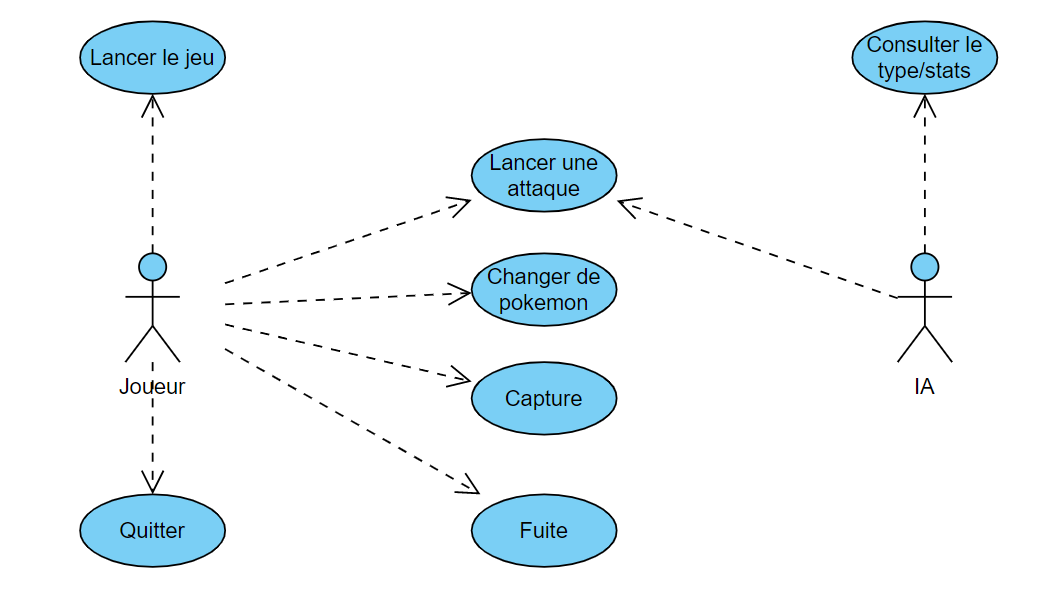 Lancer le jeu
Consulter le
type/stats
Lancer une
attaque
Changer de
pokemon
Joueur
IA
Capture
Quitter
Fuite